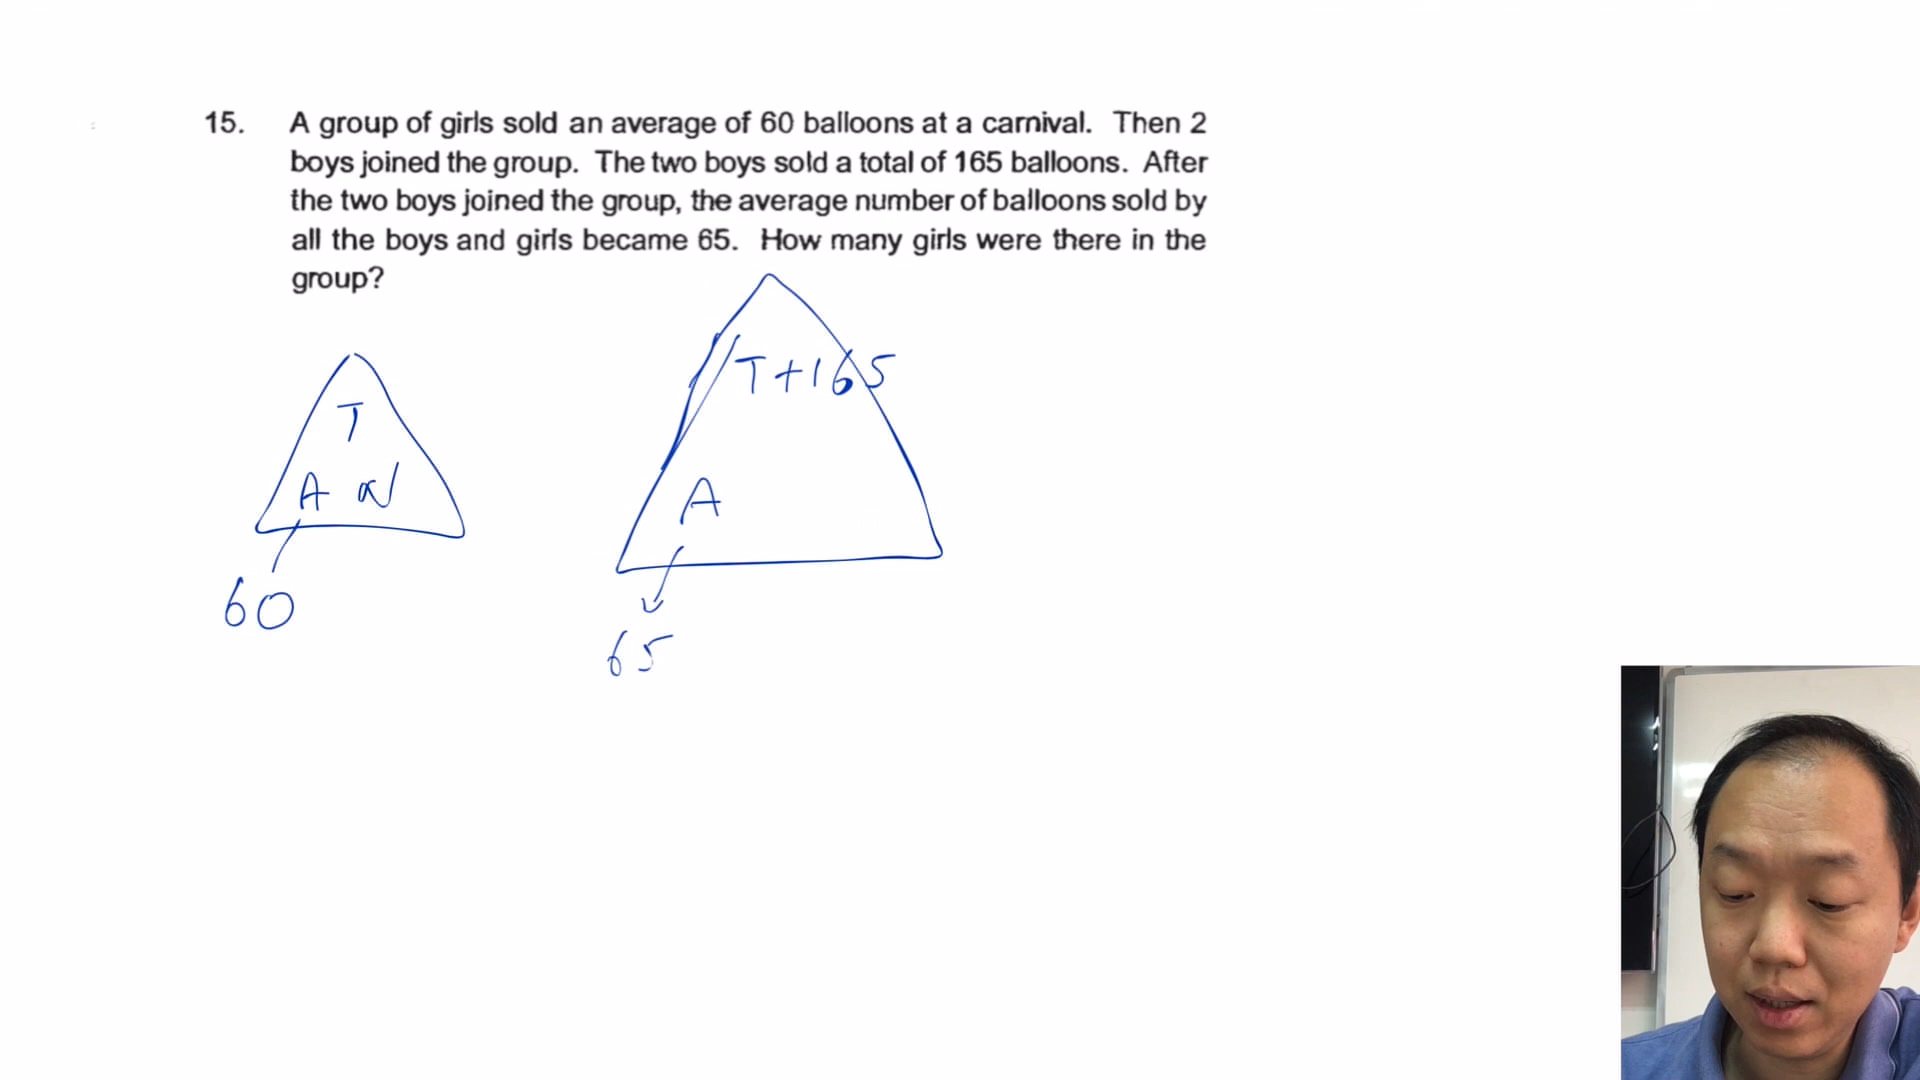 15. A group of girls sold an average of 60 balloons at a carnival. Then 2
boys joined the group. The two boys sold a total of 165 balloons. After
the two boys joined the group, the average number of balloons sold by
all the boys and girls became 65. How many girls were there in the
group?
T
A N
60
T+165
A
65